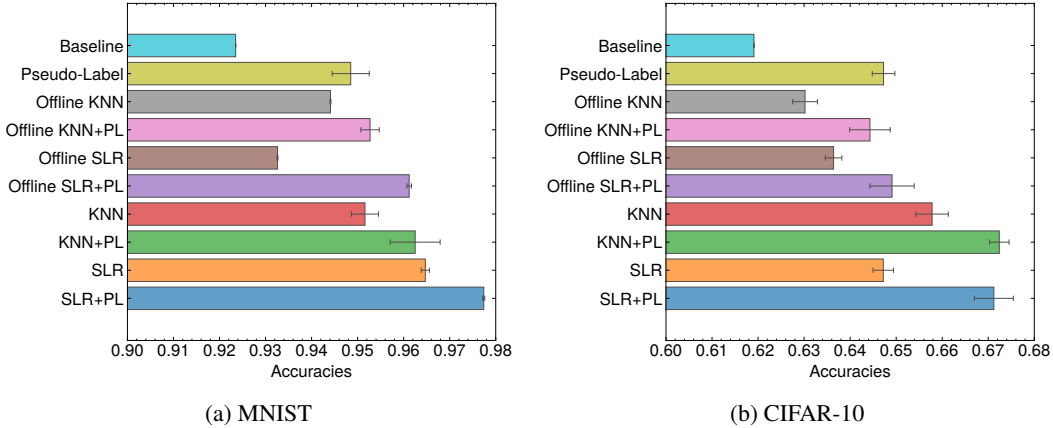 Baseline
Pseudo-Label
Offline KNN
Offline KNN+PL
Offline SLR
Offline SLR+PL
KNN
KNN+PL
SLR
SLR+PL
0.90 0.91 0.92 0.93 0.94 0.95 0.96 0.97 0.98
Accuracies
(a) MNIST
Baseline
Pseudo-Label
Offline KNN
Offline KNN+PL
Offline SLR
Offline SLR+PL
KNN
KNN+PL
SLR
SLR+PL
0.60 0.61 0.62 0.63 0.64 0.65 0.66 0.67 0.68
Accuracies
(b) CIFAR-10